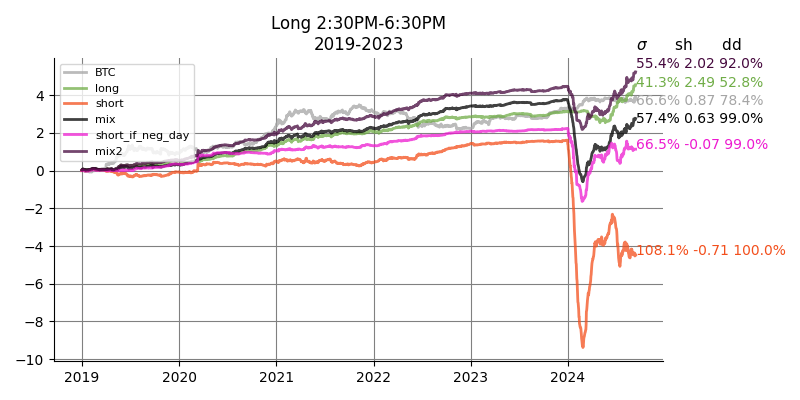 Long 2:30PM-6:30PM
2019-2023
σ sh dd
55.4% 2.02 92.0%
41.3% 2.49 52.8%
66.6% 0.87 78.4%
57.4% 0.63 99.0%
66.5% -0.07 99.0%
108.1% -0.71 100.0%
BTC
long
short
mix
short_if_neg_day
mix2
4
2
0
−2
−4
−6
−8
−10
2019 2020 2021 2022 2023 2024